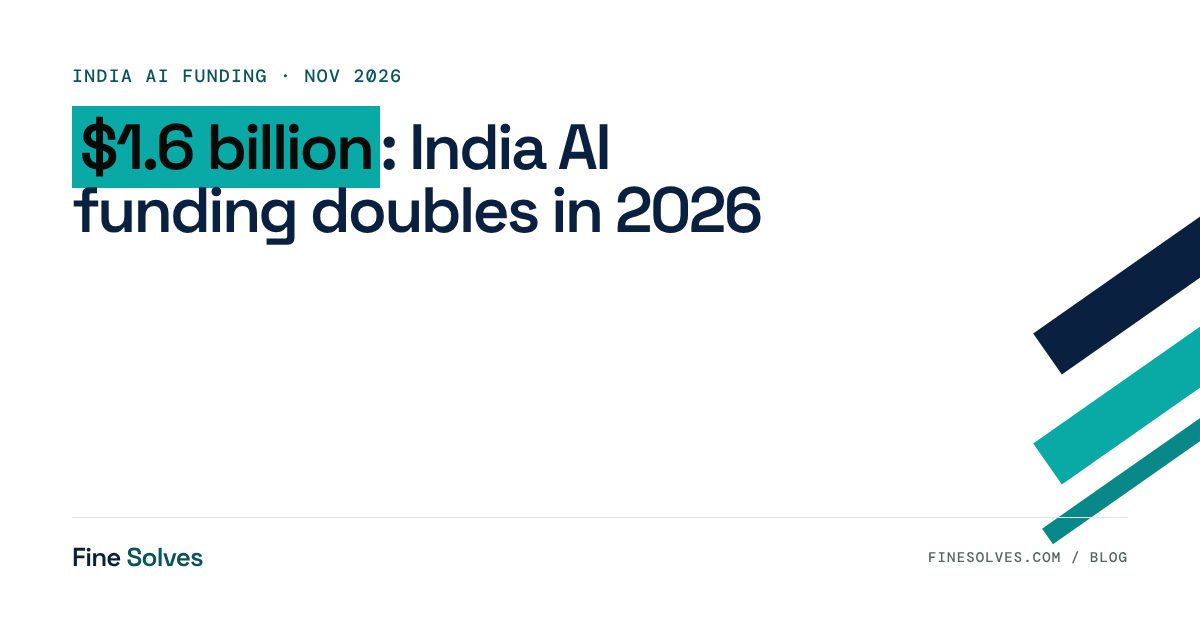 INDIA AI FUNDING · NOV 2026
$1.6 billion: India AI
funding doubles in 2026
Fine Solves
FINESOLVES.COM / BLOG